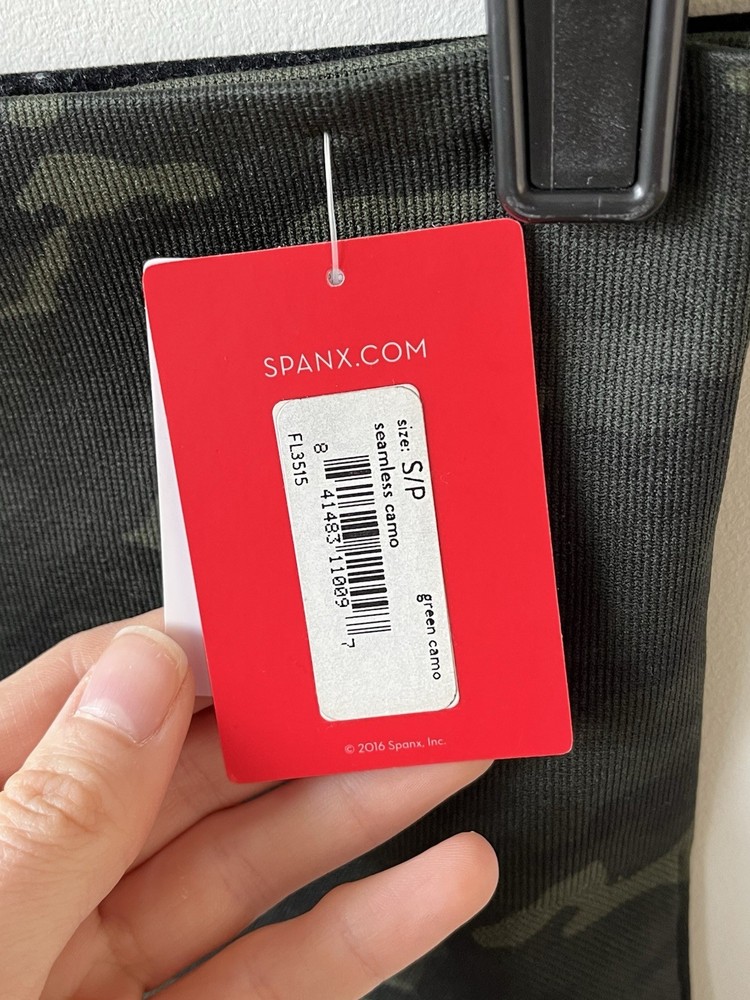 SPANX.COM
size: S/P
green camo
seamless camo
8 41483 11009 7
FL3515
© 2016 Spanx, Inc.